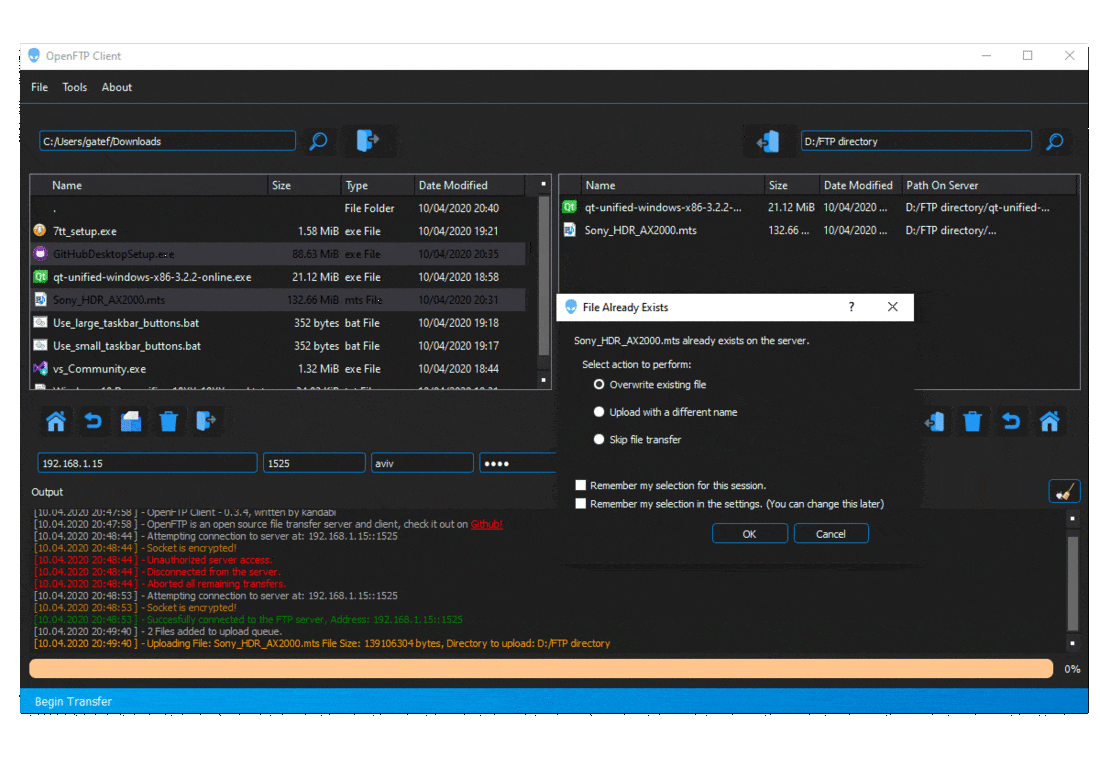 OpenFTP Client
File Tools About
C:/Users/gatef/Downloads
D:/FTP directory
Name Size Type Date Modified
. File Folder 10/04/2020 20:40
7tt_setup.exe 1.58 MiB exe File 10/04/2020 19:21
GitHubDesktopSetup.exe 88.63 MiB exe File 10/04/2020 20:35
qt-unified-windows-x86-3.2.2-online.exe 21.12 MiB exe File 10/04/2020 18:58
Sony_HDR_AX2000.mts 132.66 MiB mts File 10/04/2020 20:31
Use_large_taskbar_buttons.bat 352 bytes bat File 10/04/2020 19:18
Use_small_taskbar_buttons.bat 352 bytes bat File 10/04/2020 19:17
vs_Community.exe 1.32 MiB exe File 10/04/2020 18:44
Name Size Date Modified Path On Server
qt-unified-windows-x86-3.2.2-... 21.12 MiB 10/04/2020 ... D:/FTP directory/qt-unified-...
Sony_HDR_AX2000.mts 132.66 ... 10/04/2020 ... D:/FTP directory/...
File Already Exists ?
Sony_HDR_AX2000.mts already exists on the server.
Select action to perform:
Overwrite existing file
Upload with a different name
Skip file transfer
Remember my selection for this session.
Remember my selection in the settings. (You can change this later)
OK Cancel
192.168.1.15 1525 aviv ••••
Output
[10.04.2020 20:47:58 ] - OpenFTP Client - 0.3.4, written by kandabi
[10.04.2020 20:47:58 ] - OpenFTP is an open source file transfer server and client, check it out on Github!
[10.04.2020 20:48:44 ] - Attempting connection to server at: 192.168.1.15::1525
[10.04.2020 20:48:44 ] - Socket is encrypted!
[10.04.2020 20:48:44 ] - Unauthorized server access.
[10.04.2020 20:48:44 ] - Disconnected from the server.
[10.04.2020 20:48:44 ] - Aborted all remaining transfers.
[10.04.2020 20:48:53 ] - Attempting connection to server at: 192.168.1.15::1525
[10.04.2020 20:48:53 ] - Socket is encrypted!
[10.04.2020 20:48:53 ] - Succesfully connected to the FTP server, Address: 192.168.1.15::1525
[10.04.2020 20:49:40 ] - 2 Files added to upload queue.
[10.04.2020 20:49:40 ] - Uploading File: Sony_HDR_AX2000.mts File Size: 139106304 bytes, Directory to upload: D:/FTP directory
0%
Begin Transfer